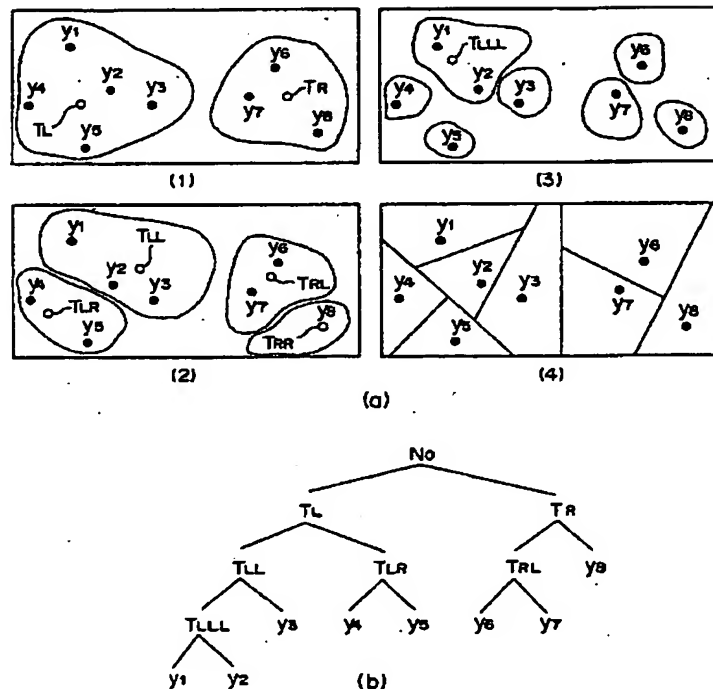 y1
y2 y3
y4
TL
y5
y6
TR
y7
y8
(1)
y1
TLLL
y2
y3
y4
y5
y6
y7
y8
(3)
y1
TLL
y2
y3
y4
TLR
y5
y6
TRL
y7
y8
TRR
(2)
y1
y2
y3
y4
y5
y6
y7
y8
(4)
(a)
No
TL TR
TLL TLR TRL y8
TLLL y3 y4 y5 y6 y7
y1 y2
(b)